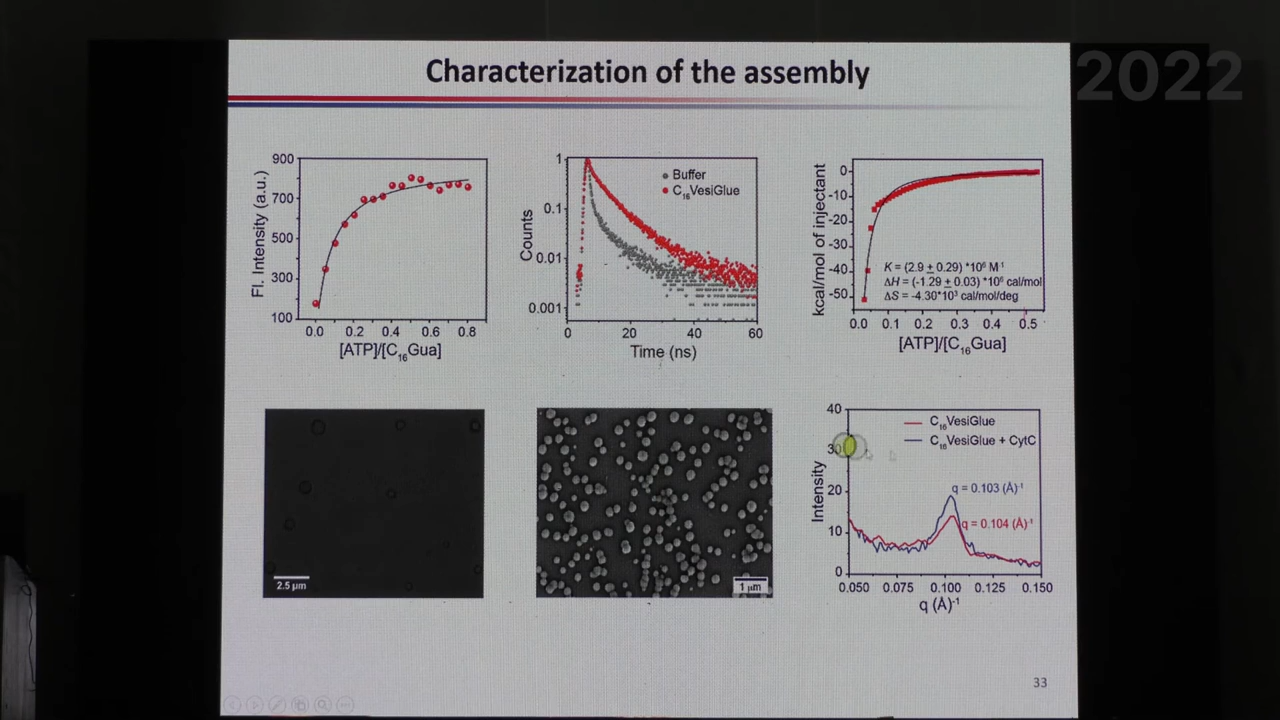 2022
Characterization of the assembly
Fl. Intensity (a.u.)
900
700
500
300
100
0.0 0.2 0.4 0.6 0.8
[ATP]/[C₁₆Gua]
Counts
1
0.1
0.01
0.001
Buffer
C₁₆VesiGlue
0 20 40 60
Time (ns)
kcal/mol of injectant
0
-10
-20
-30
-40
-50
K = (2.9 ± 0.29) *10⁶ M⁻¹
ΔH = (-1.29 ± 0.03) *10⁶ cal/mol
ΔS = -4.30*10³ cal/mol/deg
0.0 0.1 0.2 0.3 0.4 0.5
[ATP]/[C₁₆Gua]
2.5 µm
1 µm
Intensity
40
30
20
10
0
C₁₆VesiGlue
C₁₆VesiGlue + CytC
q = 0.103 (Å)⁻¹
q = 0.104 (Å)⁻¹
0.050 0.075 0.100 0.125 0.150
q (Å)⁻¹
33